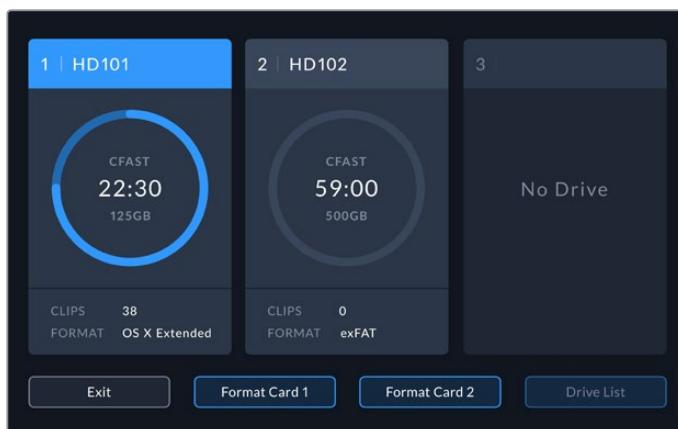 1 | HD101
CFAST
22:30
125GB
CLIPS 38
FORMAT OS X Extended
2 | HD102
CFAST
59:00
500GB
CLIPS 0
FORMAT exFAT
3 |
No Drive
Exit
Format Card 1
Format Card 2
Drive List